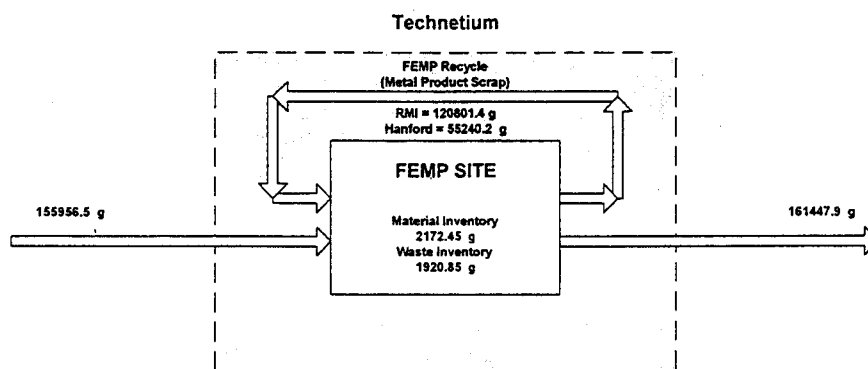 Technetium
FEMP Recycle
(Metal Product Scrap)
RMI = 120801.4 g
Hanford = 55240.2 g
FEMP SITE
155956.5 g
161447.9 g
Material Inventory
2172.45 g
Waste Inventory
1920.85 g